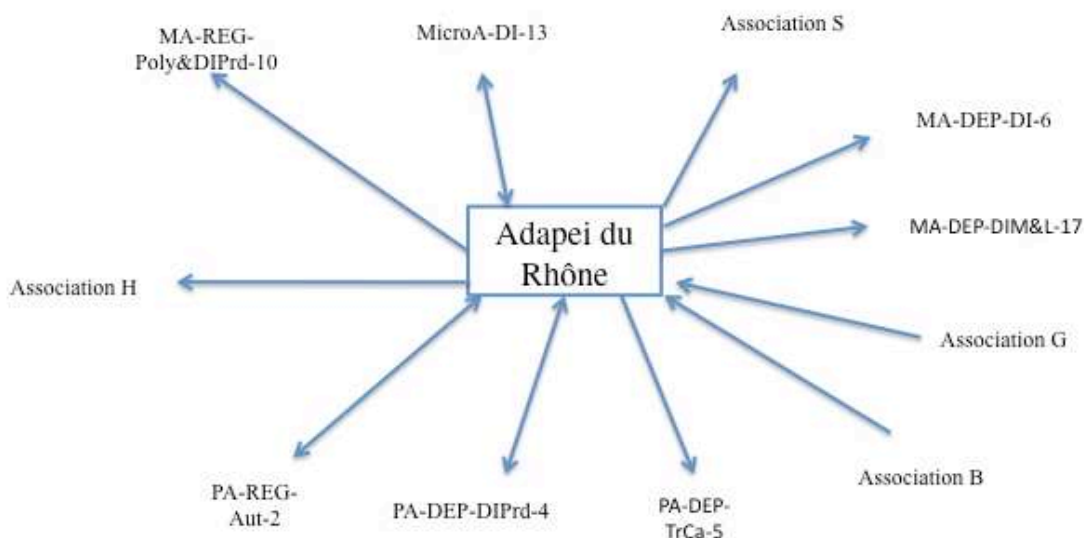 MA-REG-
Poly&DIPrd-10
MicroA-DI-13
Association S
MA-DEP-DI-6
MA-DEP-DIM&L-17
Adapei du
Rhône
Association H
Association G
Association B
PA-REG-
Aut-2
PA-DEP-DIPrd-4
PA-DEP-
TrCa-5